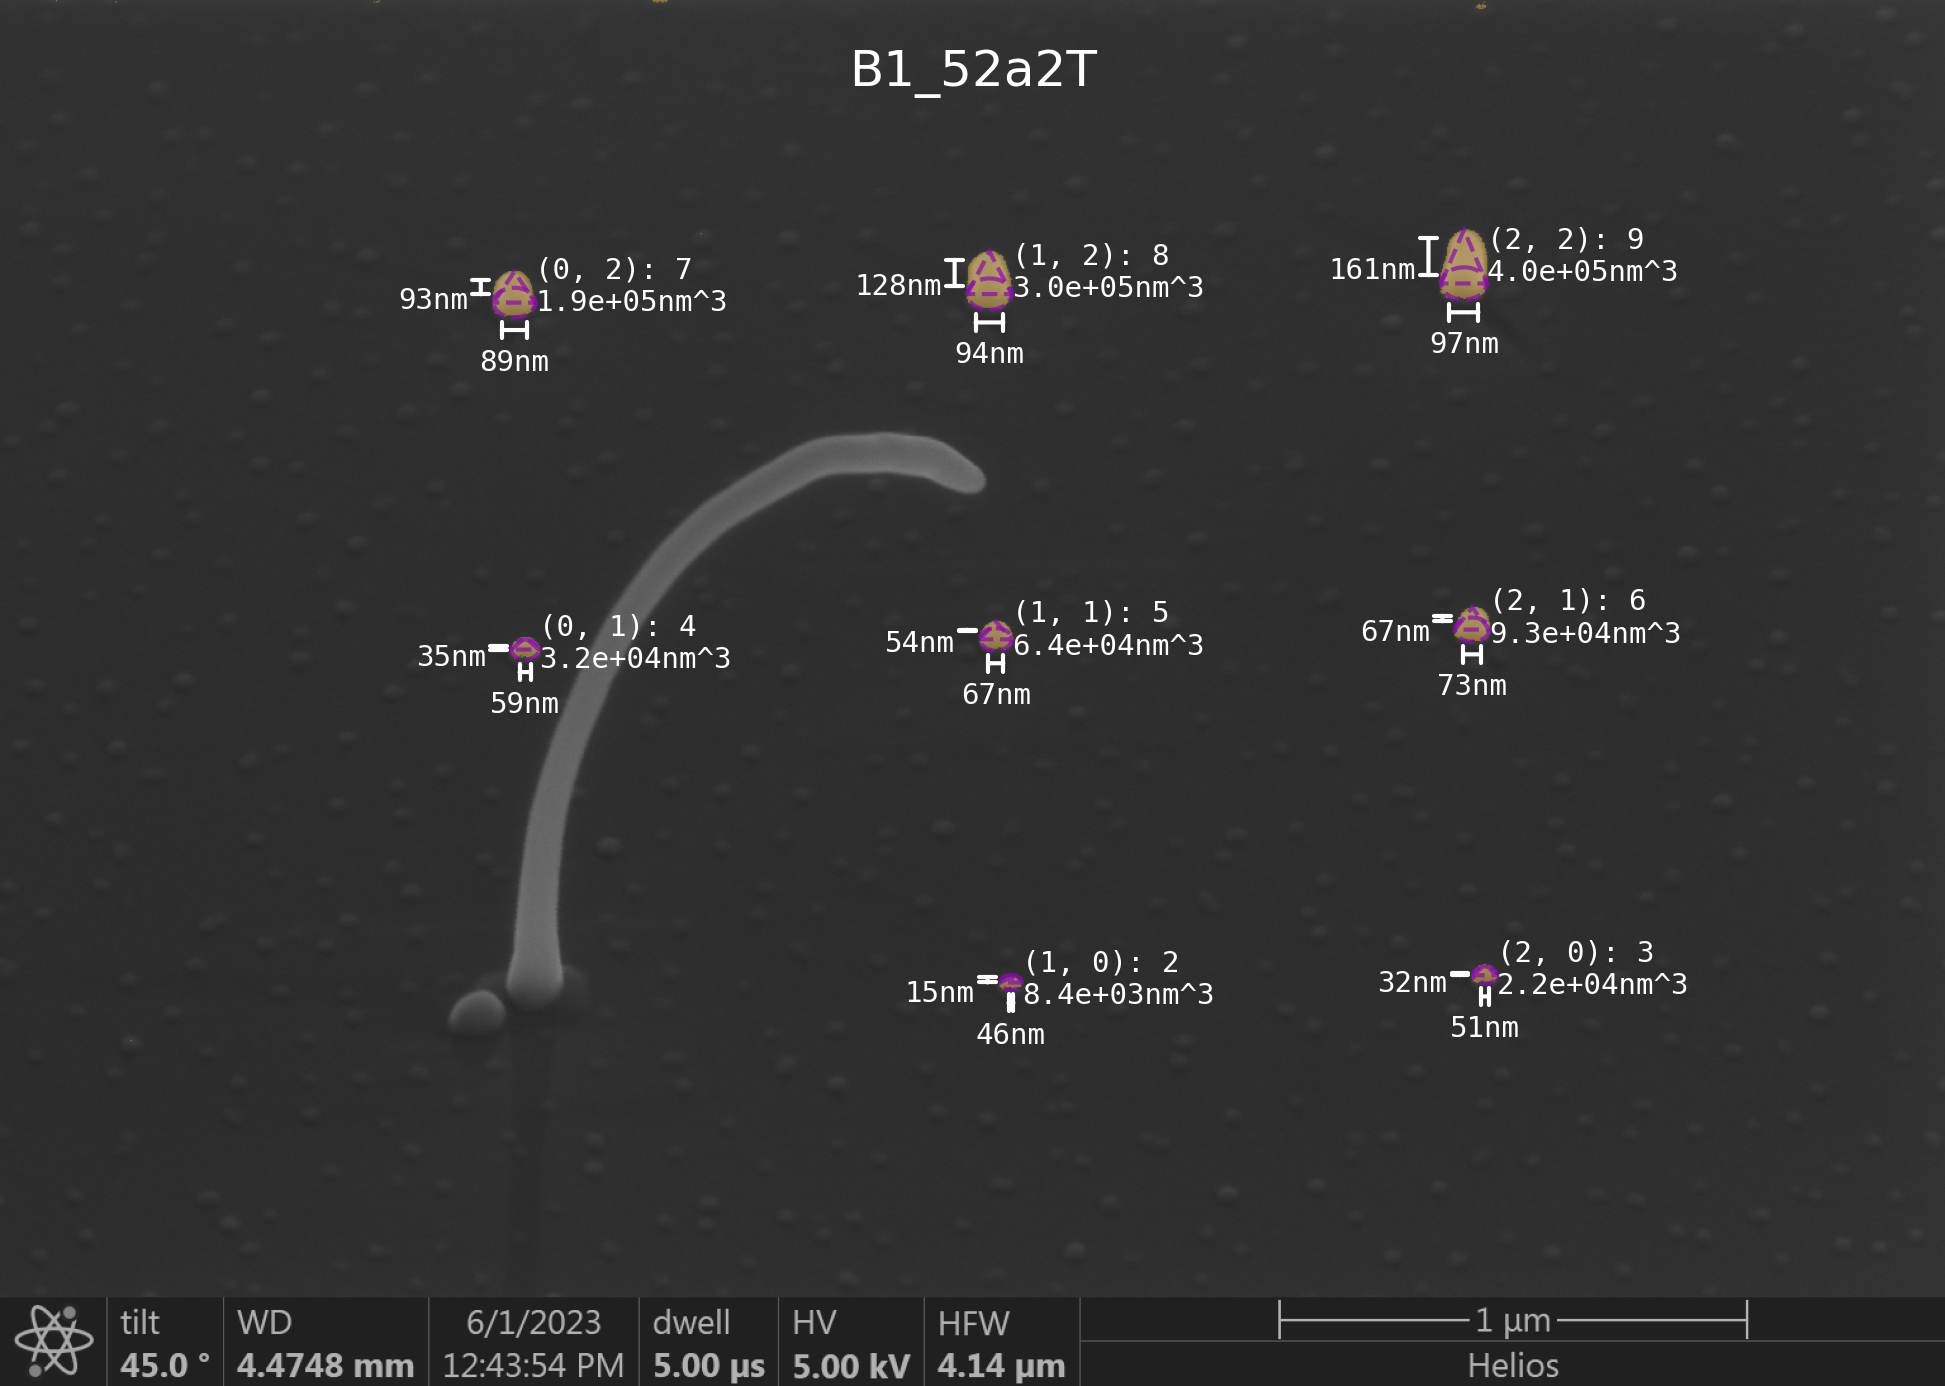 B1_52a2T
(0, 2): 7
93nm
1.9e+05nm^3
89nm
(1, 2): 8
128nm
3.0e+05nm^3
94nm
(2, 2): 9
161nm
4.0e+05nm^3
97nm
(0, 1): 4
35nm
3.2e+04nm^3
59nm
(1, 1): 5
54nm
6.4e+04nm^3
67nm
(2, 1): 6
67nm
9.3e+04nm^3
73nm
(1, 0): 2
15nm
8.4e+03nm^3
46nm
(2, 0): 3
32nm
2.2e+04nm^3
51nm
tilt
45.0 °
WD
4.4748 mm
6/1/2023
12:43:54 PM
dwell
5.00 µs
HV
5.00 kV
HFW
4.14 µm
1 µm
Helios